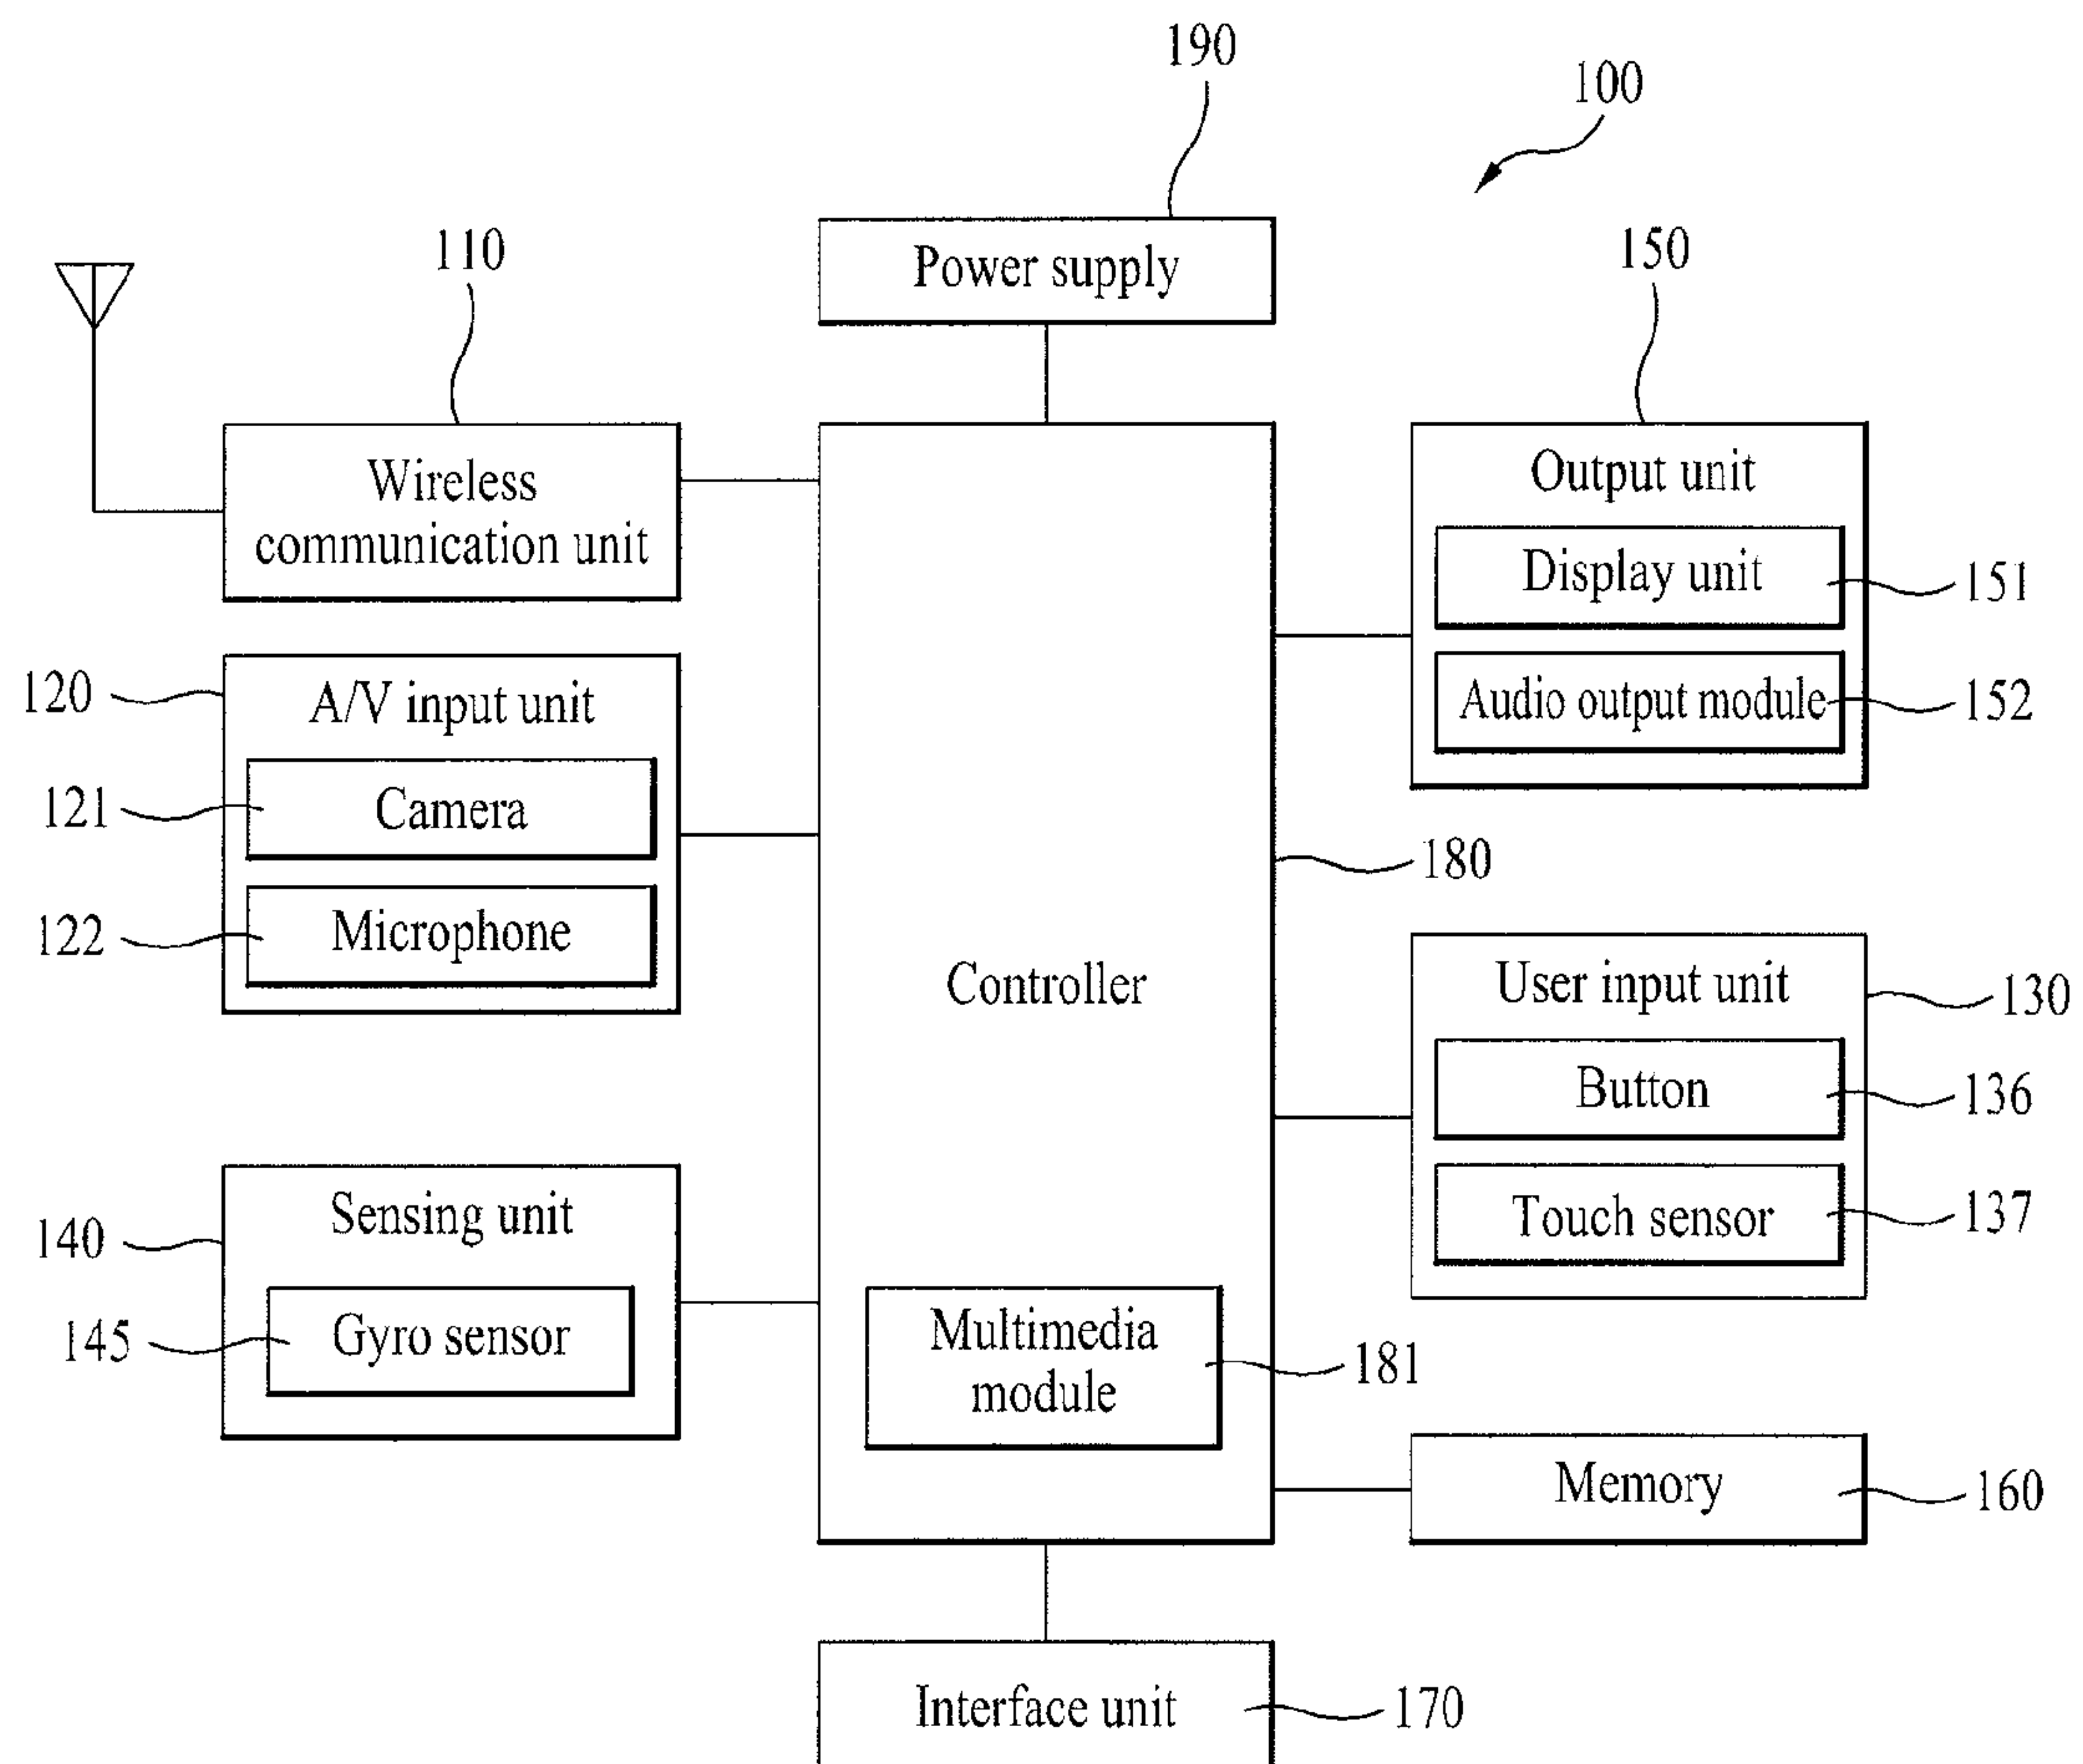 190
100
Power supply
110
150
Wireless
communication unit
Output unit
Display unit
151
Audio output module
152
120
A/V input unit
121
Camera
122
Microphone
180
Controller
User input unit
130
Button
136
Touch sensor
137
140
Sensing unit
145
Gyro sensor
Multimedia
module
181
Memory
160
Interface unit
170